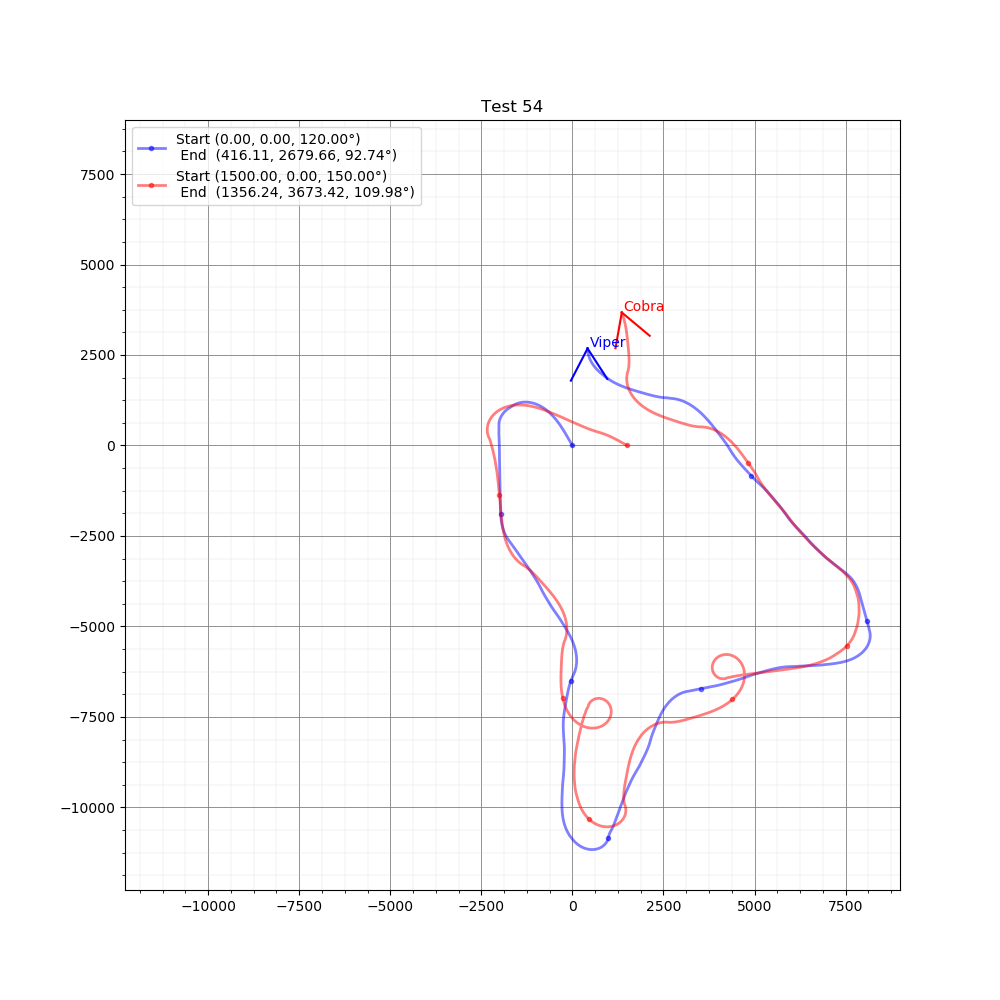 Test 54
Start (0.00, 0.00, 120.00°)
End  (416.11, 2679.66, 92.74°)
Start (1500.00, 0.00, 150.00°)
End  (1356.24, 3673.42, 109.98°)
7500
5000
Cobra
Viper
2500
0
−2500
−5000
−7500
−10000
−10000 −7500 −5000 −2500 0 2500 5000 7500